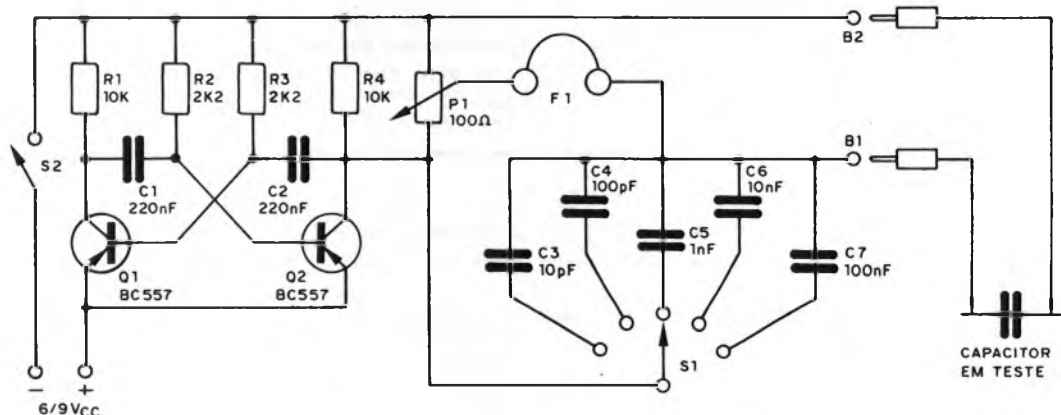 R1
10K
R2
2K2
R3
2K2
R4
10K
P1
100Ω
F1
B2
B1
S2
C1
220nF
C2
220nF
C4
100pF
C6
10nF
C3
10pF
C5
1nF
C7
100nF
Q1
BC557
Q2
BC557
S1
CAPACITOR
EM TESTE
– +
6/9Vcc